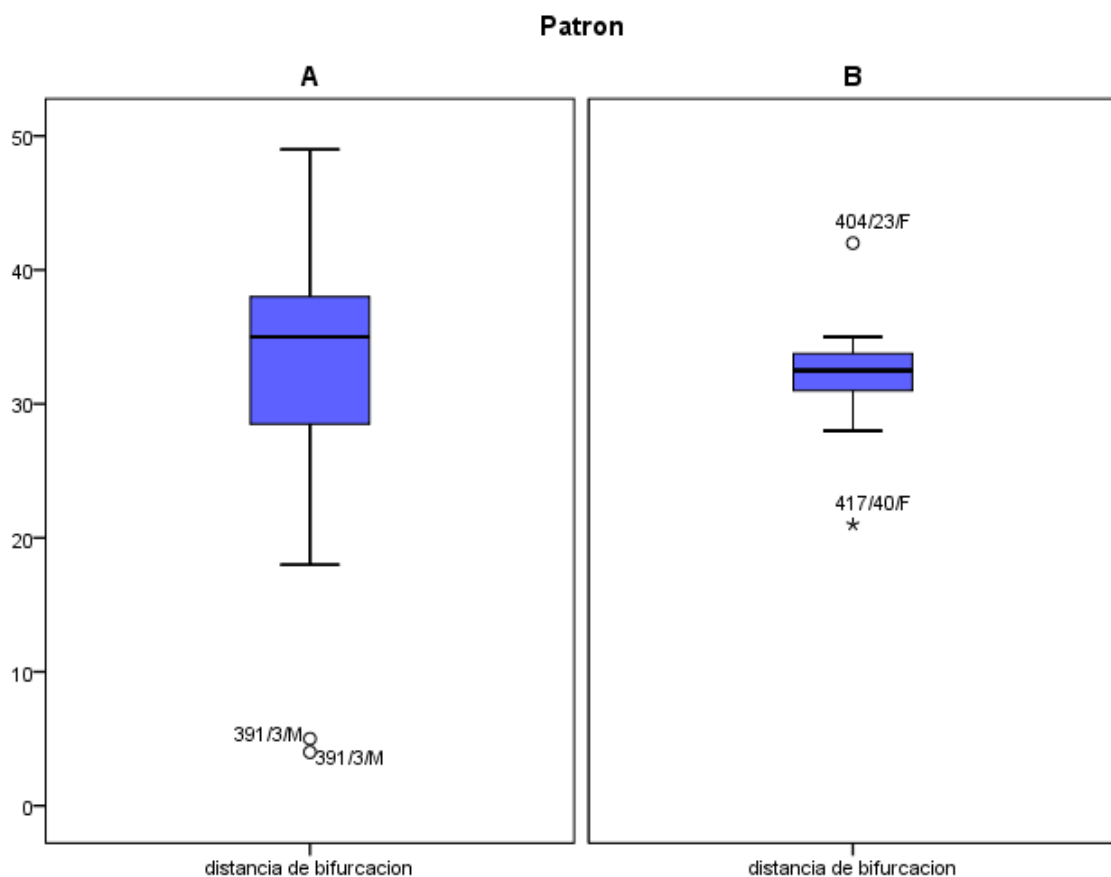 Patron
A
B
50
40
30
20
10
0
391/3/M
391/3/M
404/23/F
417/40/F
distancia de bifurcacion
distancia de bifurcacion